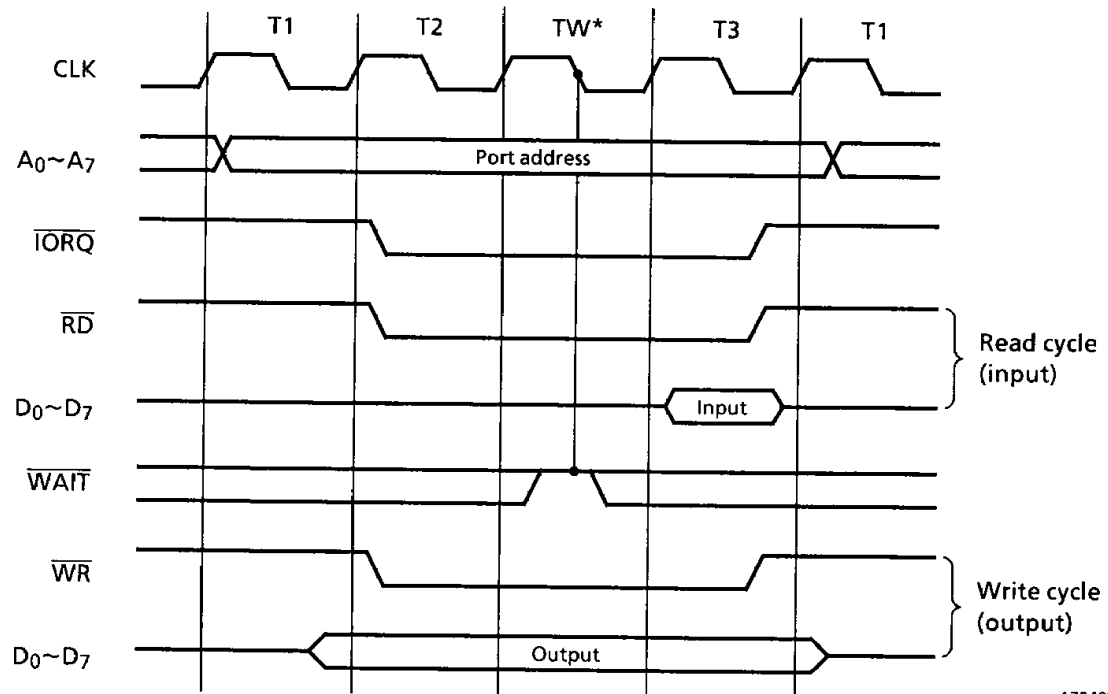 T1 T2 TW* T3 T1
CLK
A0~A7 Port address
IORQ
RD
Read cycle
(input)
D0~D7 Input
WAIT
WR
Write cycle
(output)
D0~D7 Output